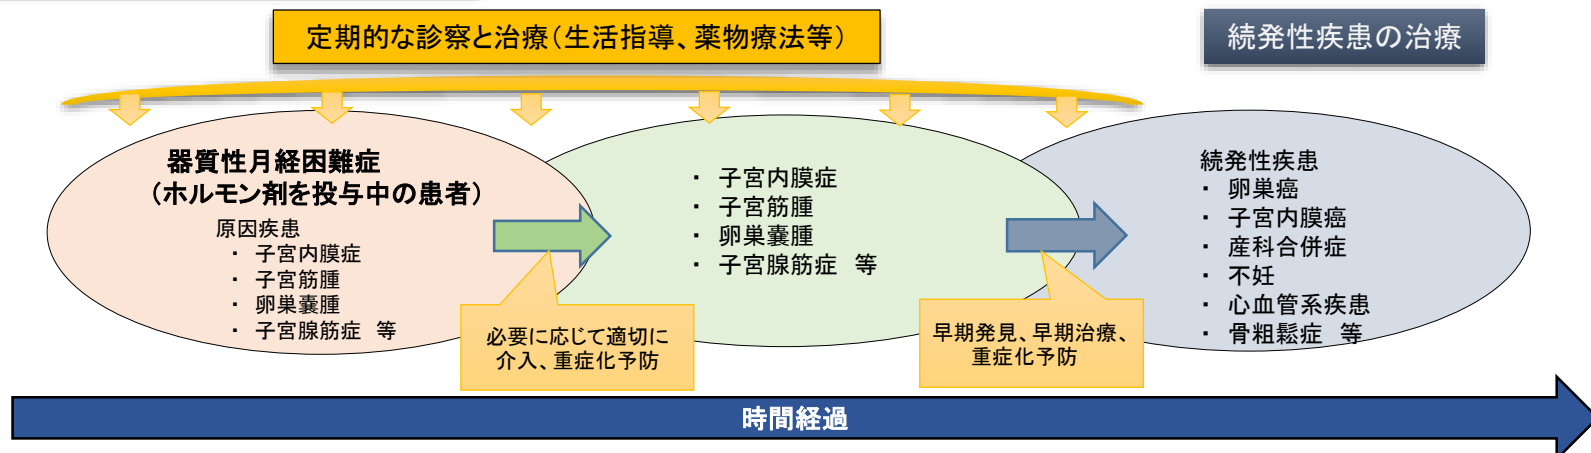 定期的な診察と治療(生活指導、薬物療法等)
続発性疾患の治療
器質性月経困難症
(ホルモン剤を投与中の患者)
原因疾患
・ 子宮内膜症
・ 子宮筋腫
・ 卵巣嚢腫
・ 子宮腺筋症 等
必要に応じて適切に
介入、重症化予防
・ 子宮内膜症
・ 子宮筋腫
・ 卵巣嚢腫
・ 子宮腺筋症 等
早期発見、早期治療、
重症化予防
続発性疾患
・ 卵巣癌
・ 子宮内膜癌
・ 産科合併症
・ 不妊
・ 心血管系疾患
・ 骨粗鬆症 等
時間経過